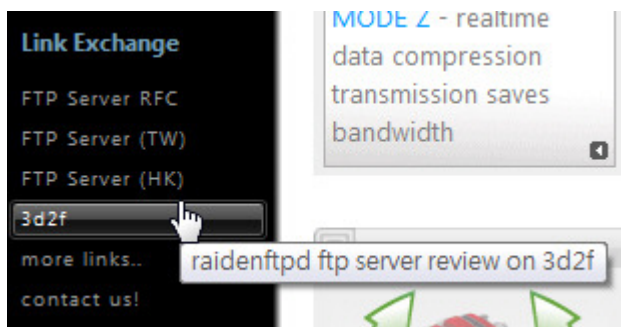 Link Exchange
FTP Server RFC
FTP Server (TW)
FTP Server (HK)
3d2f
more links..
contact us!
MODE Z - realtime
data compression
transmission saves
bandwidth
raidenftpd ftp server review on 3d2f